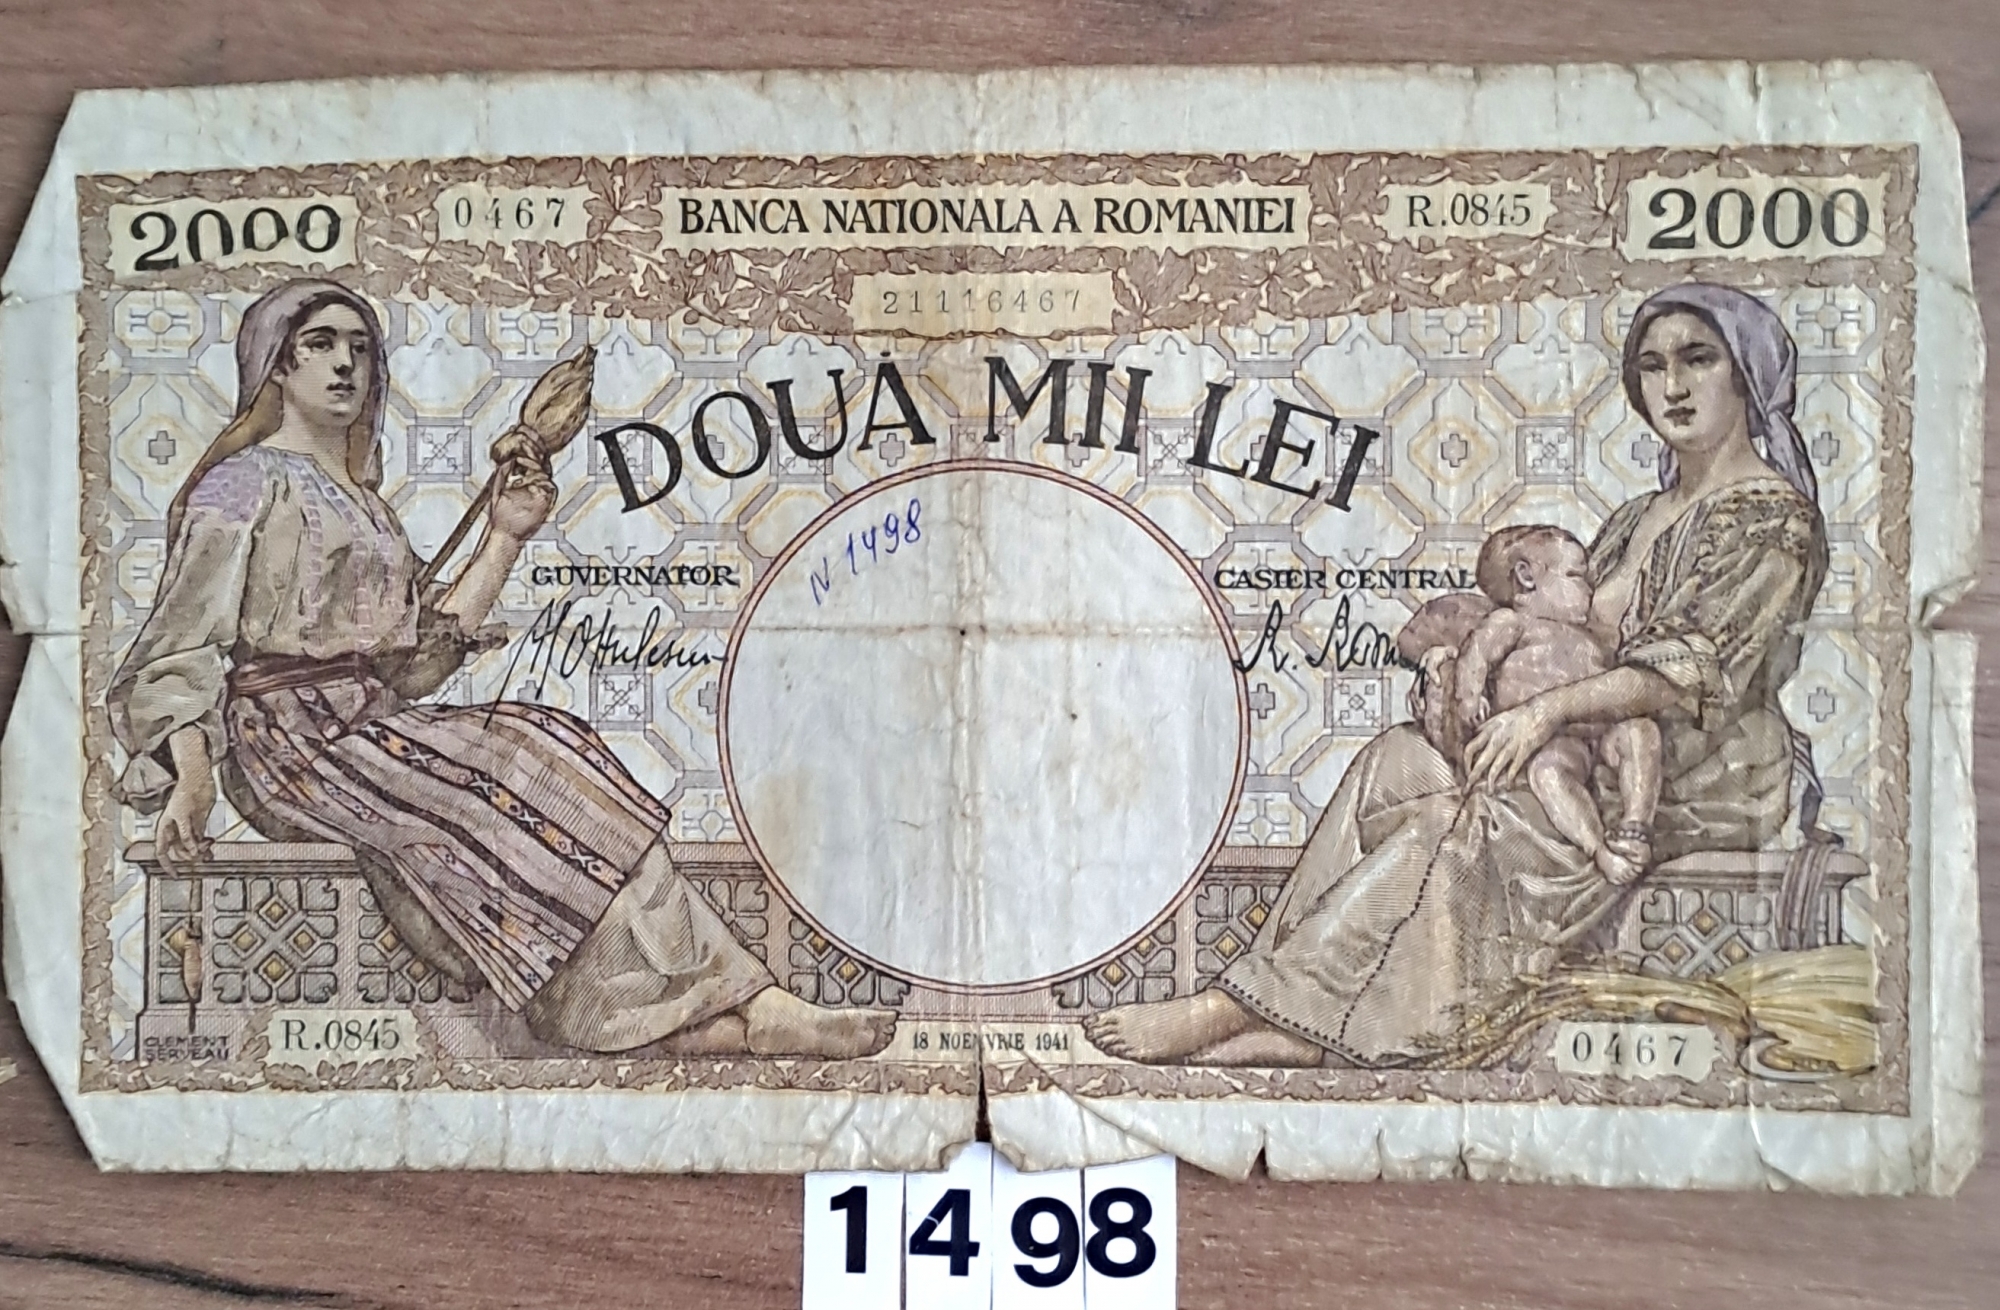 2000 0467 BANCA NATIONALA A ROMANIEI R.0845 2000
21116467
DOUĂ MII LEI
N 1498
GUVERNATOR CASIER CENTRAL
CLEMENT
SERVEAU
R.0845 18 NOEMVRIE 1941 0467
1498